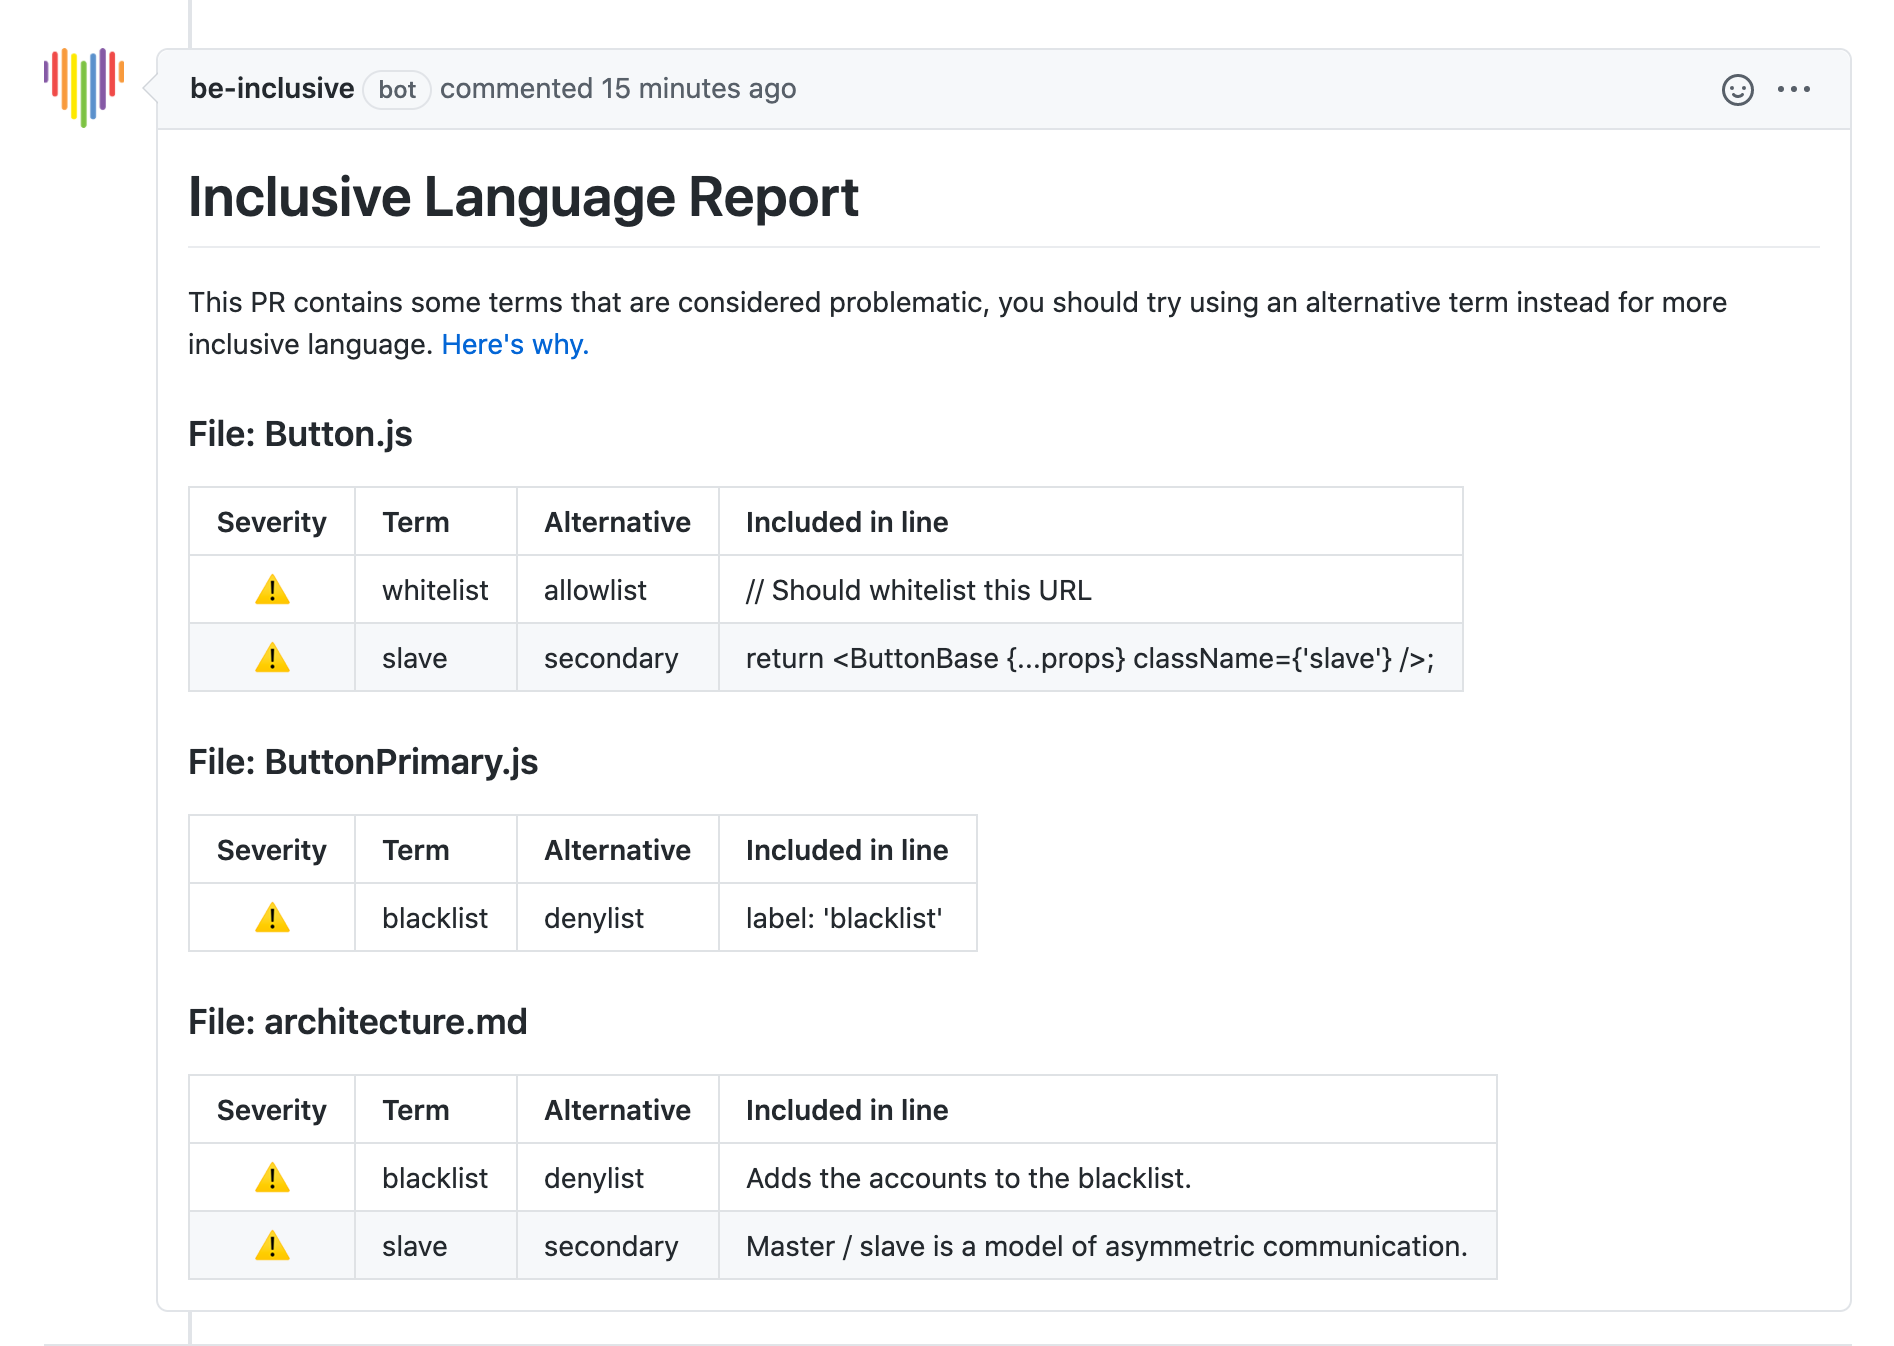 be-inclusive bot commented 15 minutes ago
Inclusive Language Report
This PR contains some terms that are considered problematic, you should try using an alternative term instead for more
inclusive language. Here's why.
File: Button.js
Severity Term Alternative Included in line
whitelist allowlist // Should whitelist this URL
slave secondary return <ButtonBase {...props} className={'slave'} />;
File: ButtonPrimary.js
Severity Term Alternative Included in line
blacklist denylist label: 'blacklist'
File: architecture.md
Severity Term Alternative Included in line
blacklist denylist Adds the accounts to the blacklist.
slave secondary Master / slave is a model of asymmetric communication.